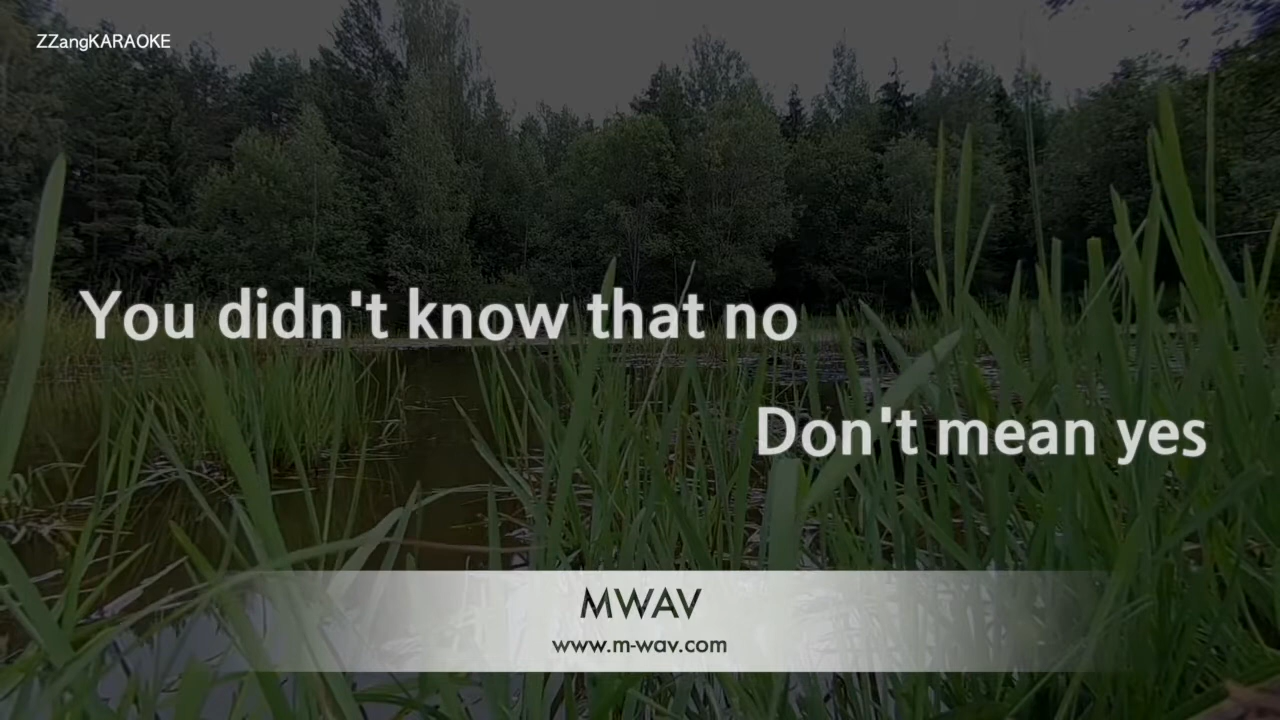 ZZangKARAOKE
You didn't know that no
Don't mean yes
MWAV
www.m-wav.com